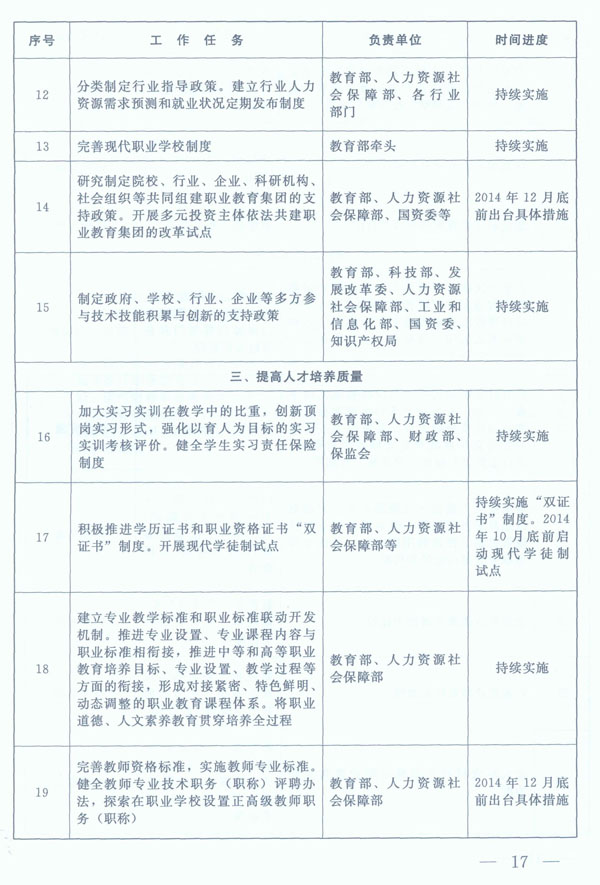 序号 工作任务 负责单位 时间进度
12 分类制定行业指导政策。建立行业人力 教育部、人力资源社 持续实施
资源需求预测和就业状况定期发布制度 会保障部、各行业
部门
13 完善现代职业学校制度 教育部牵头 持续实施
14 研究制定院校、行业、企业、科研机构、 教育部、人力资源社 2014年12月底
社会组织等共同组建职业教育集团的支 会保障部、国资委等 前出台具体措施
持政策。开展多元投资主体依法共建职
业教育集团的改革试点
15 制定政府、学校、行业、企业等多方参 教育部、科技部、发 持续实施
与技术技能积累与创新的支持政策 展改革委、人力资源
社会保障部、工业和
信息化部、国资委、
知识产权局
三、提高人才培养质量
16 加大实习实训在教学中的比重，创新顶 教育部、人力资源社 持续实施
岗实习形式，强化以育人为目标的实习 会保障部、财政部、
实训考核评价。健全学生实习责任保险 保监会
制度
17 积极推进学历证书和职业资格证书“双 教育部、人力资源社 持续实施“双证
证书”制度。开展现代学徒制试点 会保障部等 书”制度。2014
年10月底前启
动现代学徒制
试点
18 建立专业教学标准和职业标准联动开发 教育部、人力资源社 持续实施
机制。推进专业设置、专业课程内容与 会保障部
职业标准相衔接，推进中等和高等职业
教育培养目标、专业设置、教学过程等
方面的衔接，形成对接紧密、特色鲜明、
动态调整的职业教育课程体系。将职业
道德、人文素养教育贯穿培养全过程
19 完善教师资格标准，实施教师专业标准。 教育部、人力资源社 2014年12月底
健全教师专业技术职务（职称）评聘办 会保障部 前出台具体措施
法，探索在职业学校设置正高级教师职
务（职称）
— 17 —